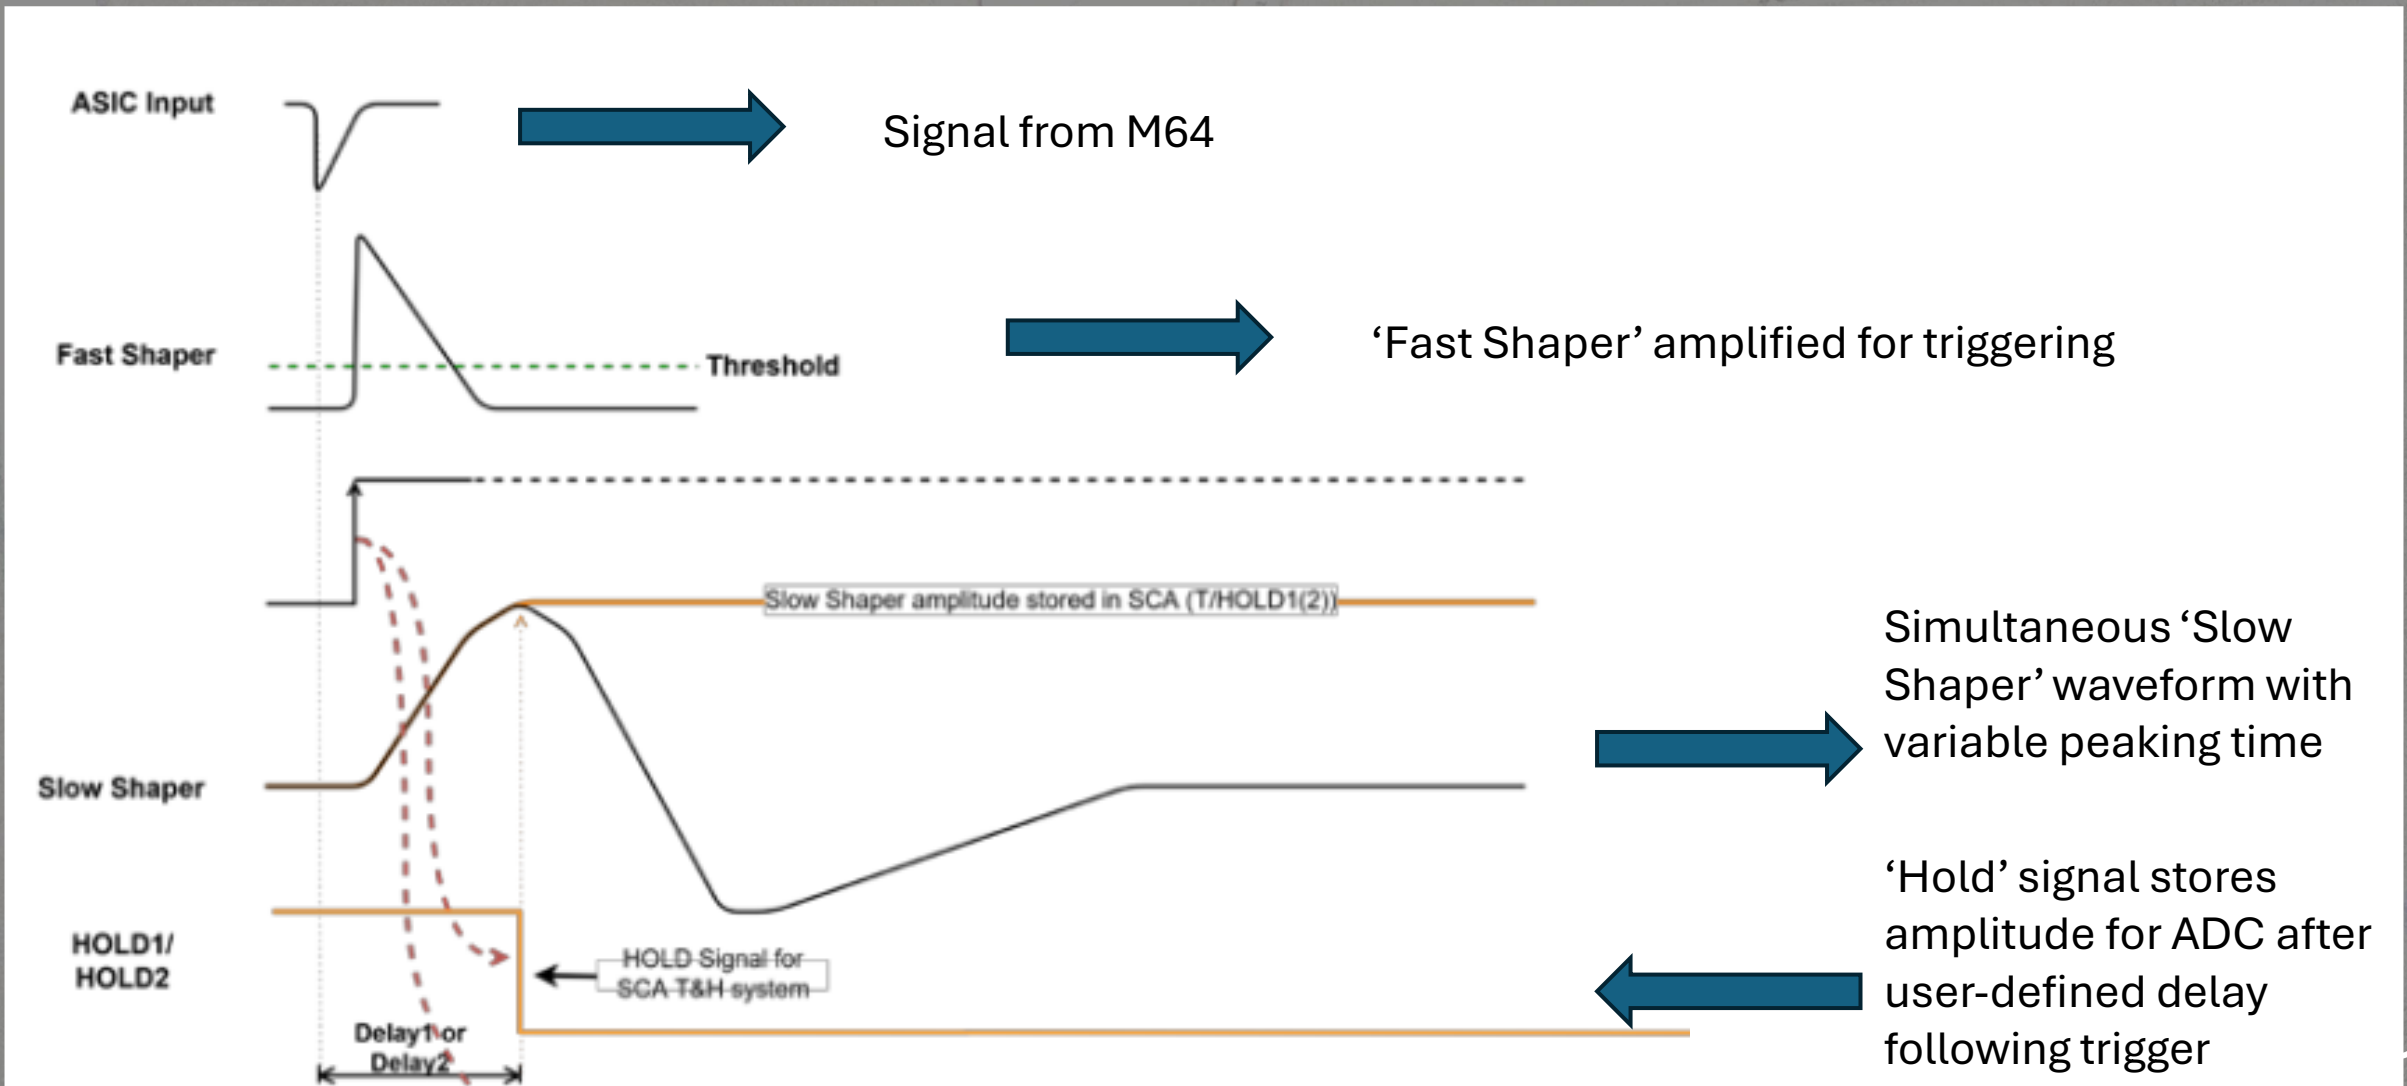 ASIC Input
Signal from M64
Fast Shaper
Threshold
‘Fast Shaper’ amplified for triggering
Slow Shaper amplitude stored in SCA (T/HOLD1(2))
Slow Shaper
Simultaneous ‘Slow
Shaper’ waveform with
variable peaking time
HOLD1/
HOLD2
HOLD Signal for
SCA T&H system
Delay1 or
Delay2
‘Hold’ signal stores
amplitude for ADC after
user-defined delay
following trigger